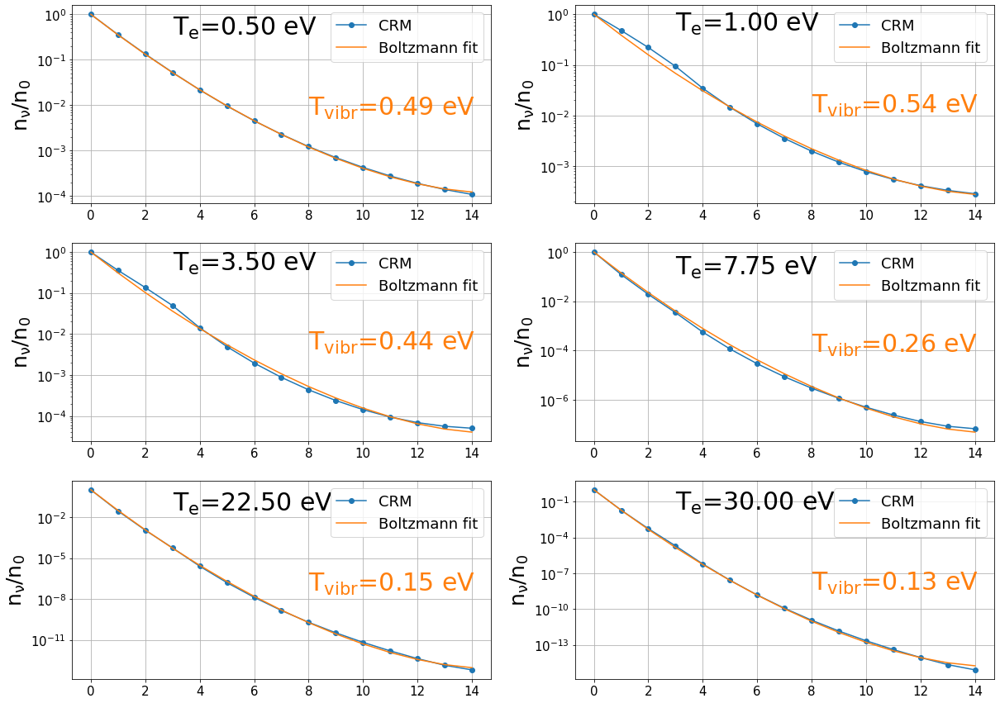 Tₑ=0.50 eV
CRM
Boltzmann fit
T_vibr=0.49 eV
n_ν/n₀
10⁰
10⁻¹
10⁻²
10⁻³
10⁻⁴
0 2 4 6 8 10 12 14
Tₑ=1.00 eV
CRM
Boltzmann fit
T_vibr=0.54 eV
n_ν/n₀
10⁰
10⁻¹
10⁻²
10⁻³
0 2 4 6 8 10 12 14
Tₑ=3.50 eV
CRM
Boltzmann fit
T_vibr=0.44 eV
n_ν/n₀
10⁰
10⁻¹
10⁻²
10⁻³
10⁻⁴
0 2 4 6 8 10 12 14
Tₑ=7.75 eV
CRM
Boltzmann fit
T_vibr=0.26 eV
n_ν/n₀
10⁰
10⁻²
10⁻⁴
10⁻⁶
0 2 4 6 8 10 12 14
Tₑ=22.50 eV
CRM
Boltzmann fit
T_vibr=0.15 eV
n_ν/n₀
10⁻²
10⁻⁵
10⁻⁸
10⁻¹¹
0 2 4 6 8 10 12 14
Tₑ=30.00 eV
CRM
Boltzmann fit
T_vibr=0.13 eV
n_ν/n₀
10⁻¹
10⁻⁴
10⁻⁷
10⁻¹⁰
10⁻¹³
0 2 4 6 8 10 12 14